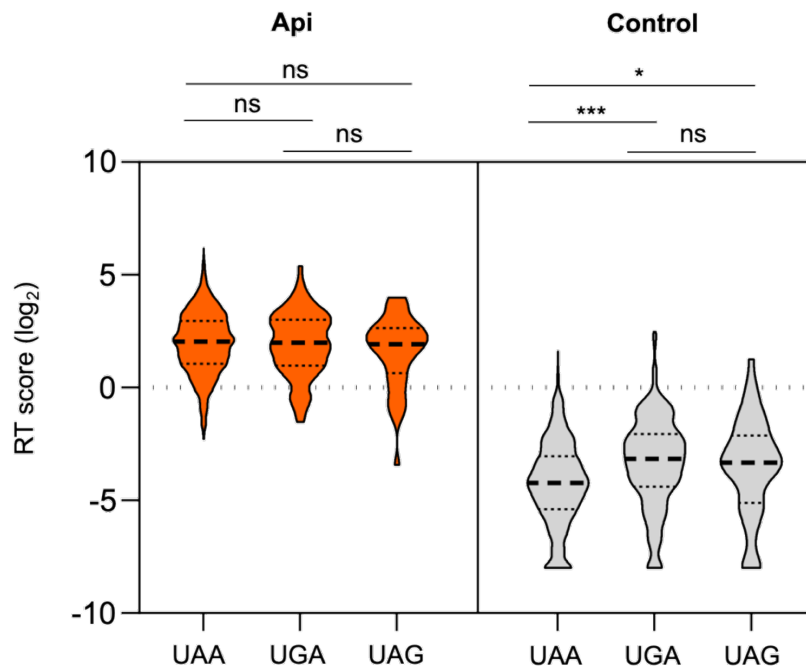 Api Control
ns *
ns ***
ns ns
10
5
0
-5
-10
RT score (log2)
UAA UGA UAG UAA UGA UAG